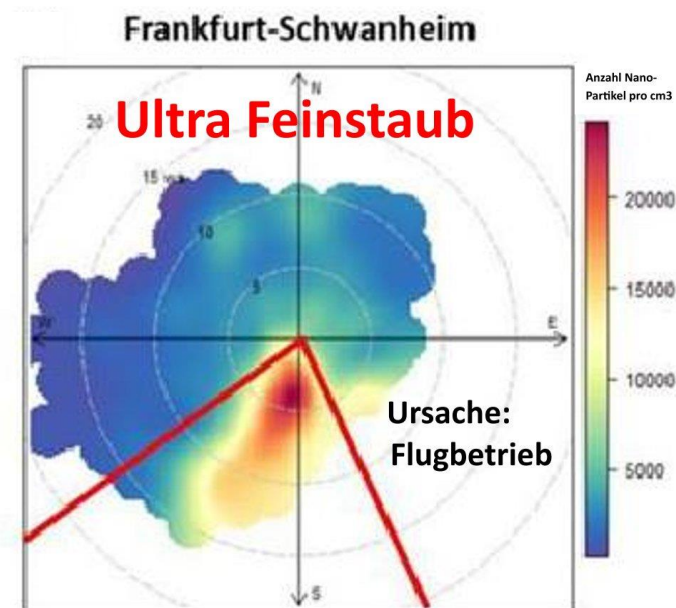 Frankfurt-Schwanheim
Anzahl Nano-
Partikel pro cm3
N
20
Ultra Feinstaub
15
10
5
W
E
20000
15000
10000
5000
Ursache:
Flugbetrieb
S